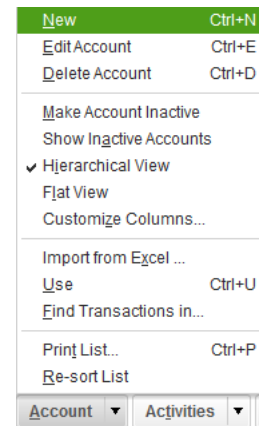 New Ctrl+N
Edit Account Ctrl+E
Delete Account Ctrl+D
Make Account Inactive
Show Inactive Accounts
Hierarchical View
Flat View
Customize Columns...
Import from Excel ...
Use Ctrl+U
Find Transactions in...
Print List... Ctrl+P
Re-sort List
Account Activities